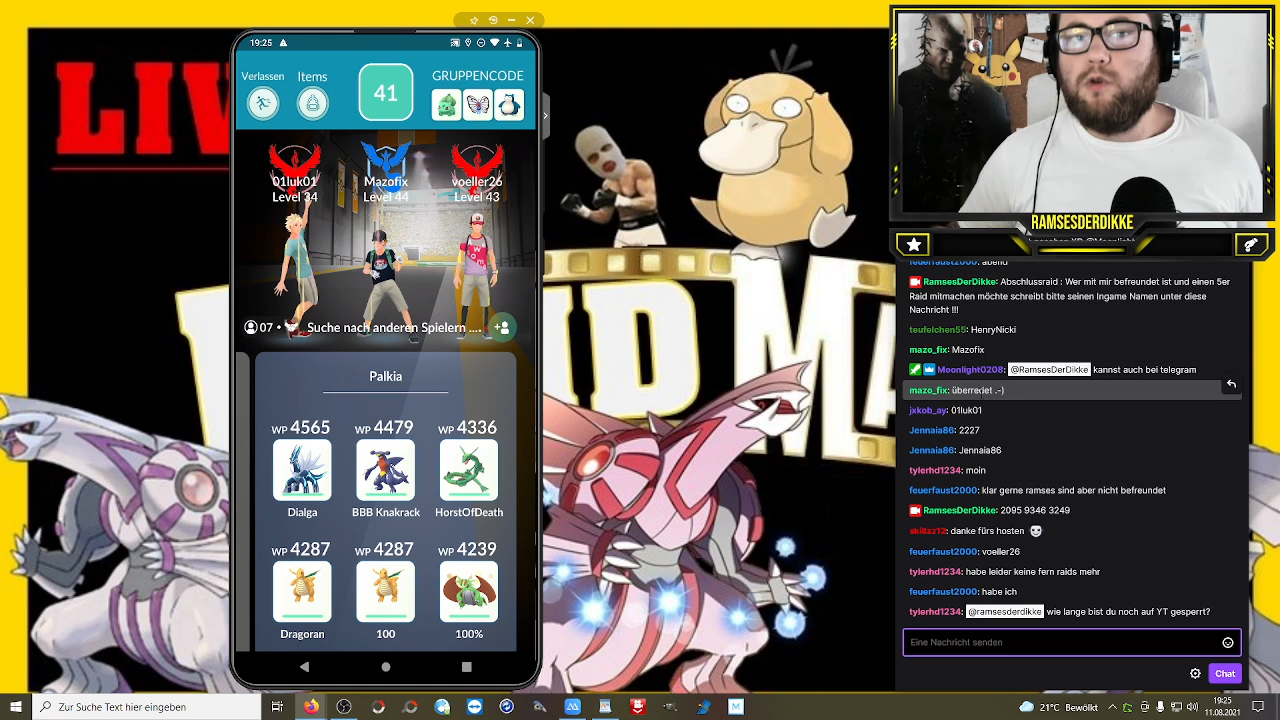 19:25
Verlassen
Items
41
GRUPPENCODE
01luk01
Level 34
Mazofix
Level 44
voeller26
Level 43
07 • Suche nach anderen Spielern ....
Palkia
WP 4565
WP 4479
WP 4336
Dialga
BBB Knakrack
HorstOfDeath
WP 4287
WP 4287
WP 4239
Dragoran
100
100%
RAMSESDERDIKKE
feuerfaust2000: abeno
RamsesDerDikke: Abschlussraid : Wer mit mir befreundet ist und einen 5er
Raid mitmachen möchte schreibt bitte seinen Ingame Namen unter diese
Nachricht !!!
teufelchen55: HenryNicki
mazo_fix: Mazofix
Moonlight0208: @RamsesDerDikke kannst auch bei telegram
mazo_fix: überredet .-)
jxkob_ay: 01luk01
Jennaia86: 2227
Jennaia86: Jennaia86
tylerhd1234: moin
feuerfaust2000: klar gerne ramses sind aber nicht befreundet
RamsesDerDikke: 2095 9346 3249
skillzz12: danke fürs hosten
feuerfaust2000: voeller26
tylerhd1234: habe leider keine fern raids mehr
feuerfaust2000: habe ich
tylerhd1234: @ramsesderdikke wie lange bist du noch auf YT gesperrt?
Eine Nachricht senden
Chat
Zur Suche Text hier eingeben
21°C
19:25
11.08.2021